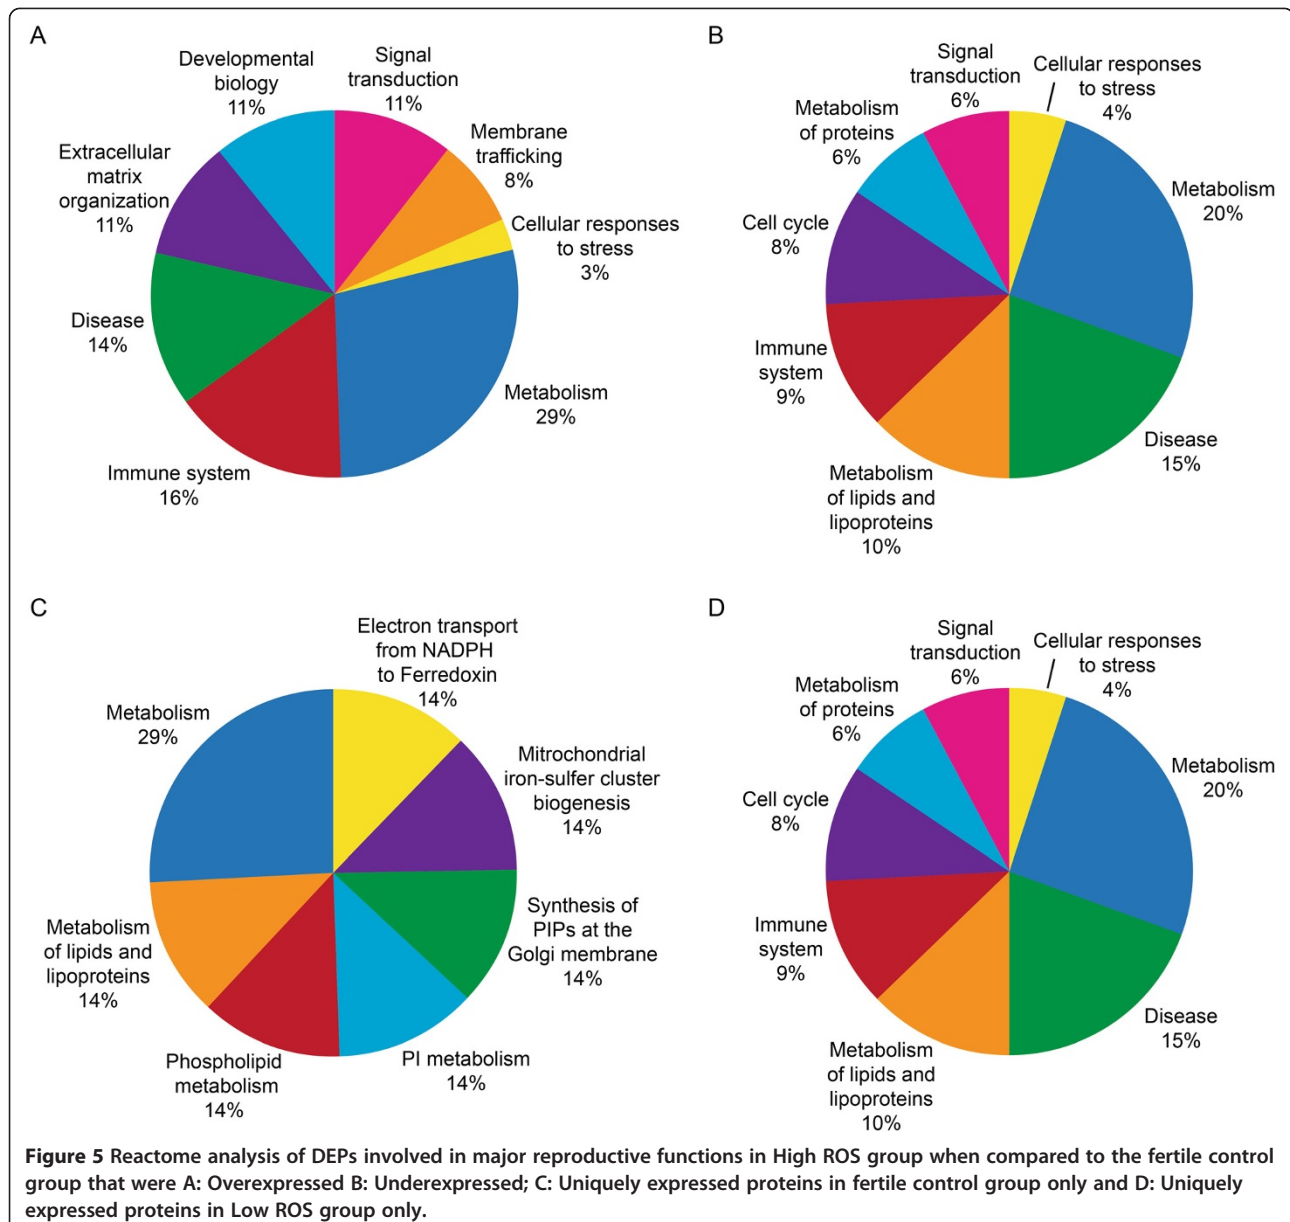 A
Developmental
biology
11%
Signal
transduction
11%
Membrane
trafficking
8%
Cellular responses
to stress
3%
Metabolism
29%
Immune system
16%
Disease
14%
Extracellular
matrix
organization
11%
B
Signal
transduction
6%
Cellular responses
to stress
4%
Metabolism
20%
Disease
15%
Metabolism
of lipids and
lipoproteins
10%
Immune
system
9%
Cell cycle
8%
Metabolism
of proteins
6%
C
Electron transport
from NADPH
to Ferredoxin
14%
Mitrochondrial
iron-sulfer cluster
biogenesis
14%
Synthesis of
PIPs at the
Golgi membrane
14%
PI metabolism
14%
Phospholipid
metabolism
14%
Metabolism
of lipids and
lipoproteins
14%
Metabolism
29%
D
Signal
transduction
6%
Cellular responses
to stress
4%
Metabolism
20%
Disease
15%
Metabolism
of lipids and
lipoproteins
10%
Immune
system
9%
Cell cycle
8%
Metabolism
of proteins
6%
Figure 5 Reactome analysis of DEPs involved in major reproductive functions in High ROS group when compared to the fertile control
group that were A: Overexpressed B: Underexpressed; C: Uniquely expressed proteins in fertile control group only and D: Uniquely
expressed proteins in Low ROS group only.